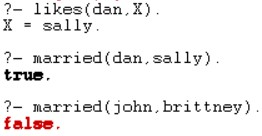 ?- likes(dan,X).
X = sally.
?- married(dan,sally).
true.
?- married(john,brittney).
false.